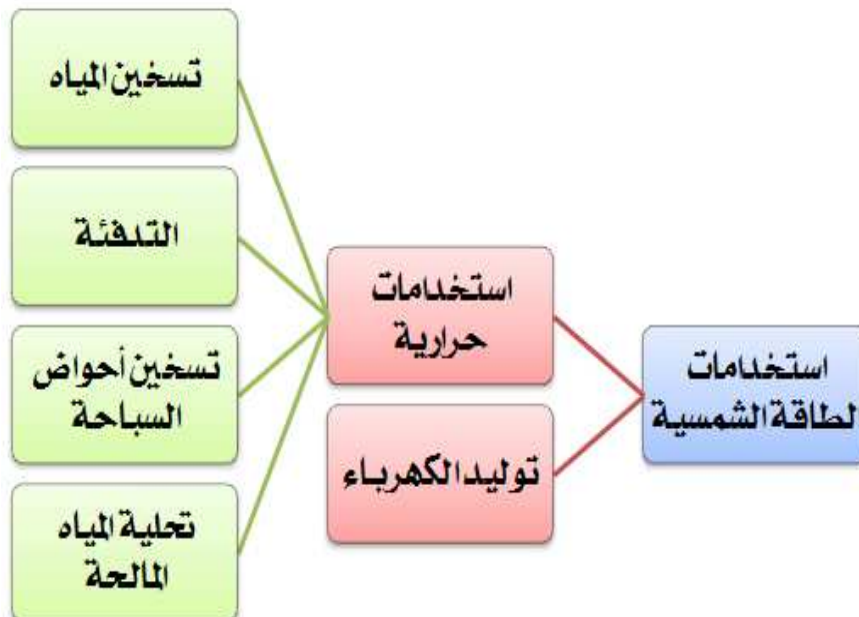 استخدامات
الطاقة الشمسية
استخدامات
حرارية
توليد الكهرباء
تسخين المياه
التدفئة
تسخين أحواض
السباحة
تحلية المياه
المالحة